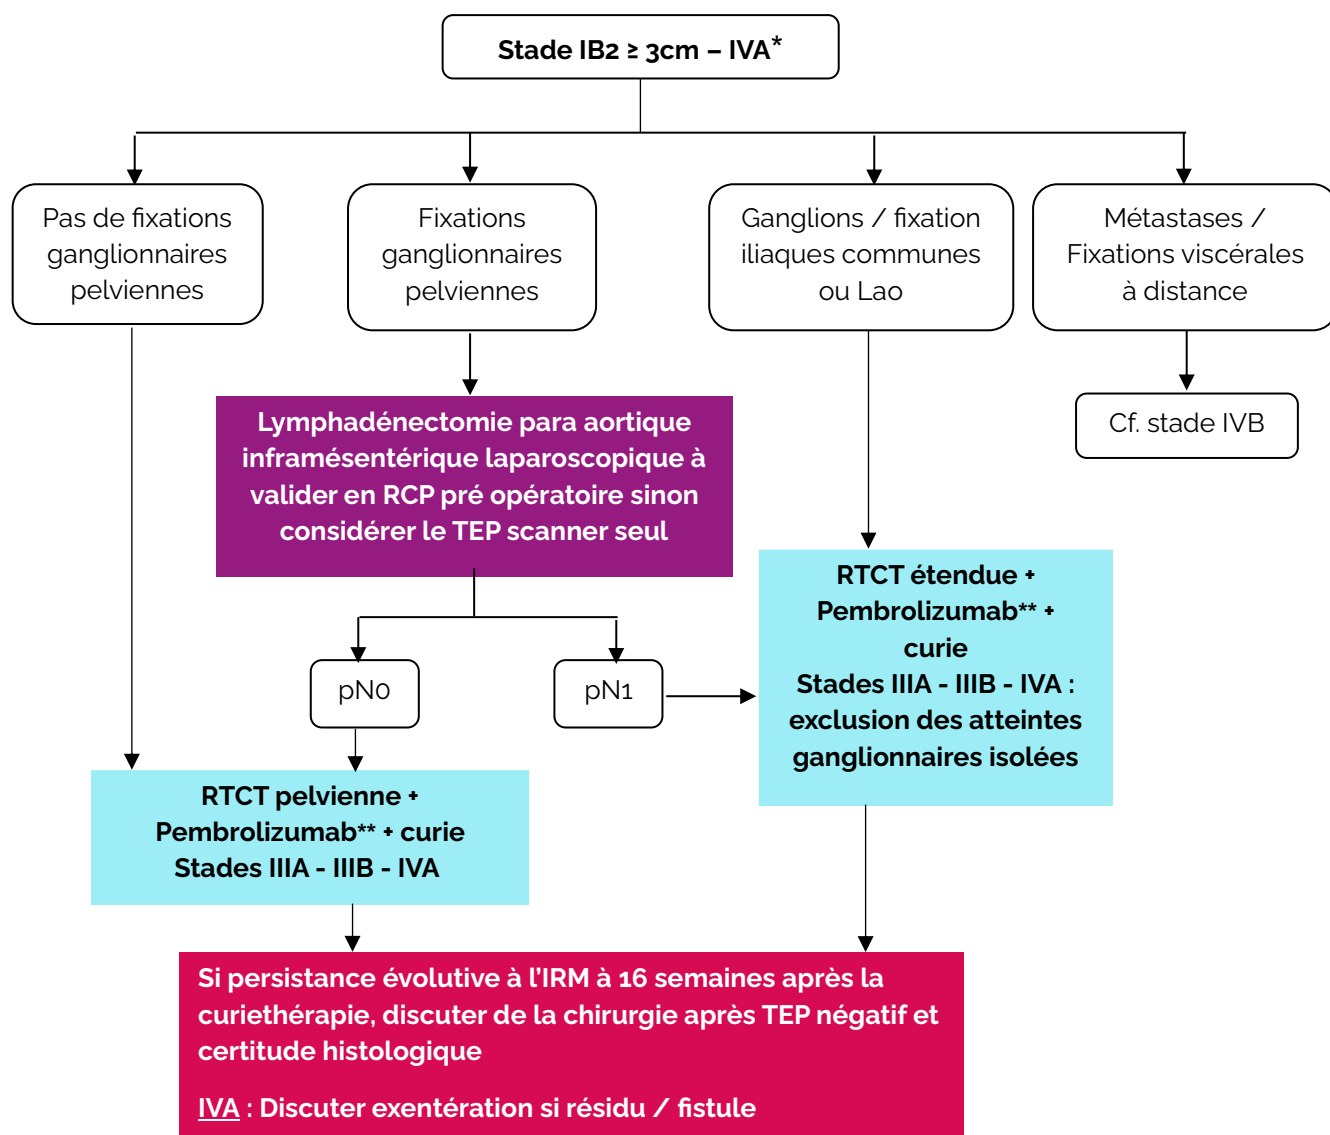 Stade IB2 ≥ 3cm – IVA*
Pas de fixations
ganglionnaires
pelviennes
Fixations
ganglionnaires
pelviennes
Ganglions / fixation
iliaques communes
ou Lao
Métastases /
Fixations viscérales
à distance
Lymphadénectomie para aortique
inframésentérique laparoscopique à
valider en RCP pré opératoire sinon
considérer le TEP scanner seul
Cf. stade IVB
pN0
pN1
RTCT étendue +
Pembrolizumab** +
curie
Stades IIIA - IIIB - IVA :
exclusion des atteintes
ganglionnaires isolées
RTCT pelvienne +
Pembrolizumab** + curie
Stades IIIA - IIIB - IVA
Si persistance évolutive à l'IRM à 16 semaines après la
curiethérapie, discuter de la chirurgie après TEP négatif et
certitude histologique
IVA : Discuter exentération si résidu / fistule